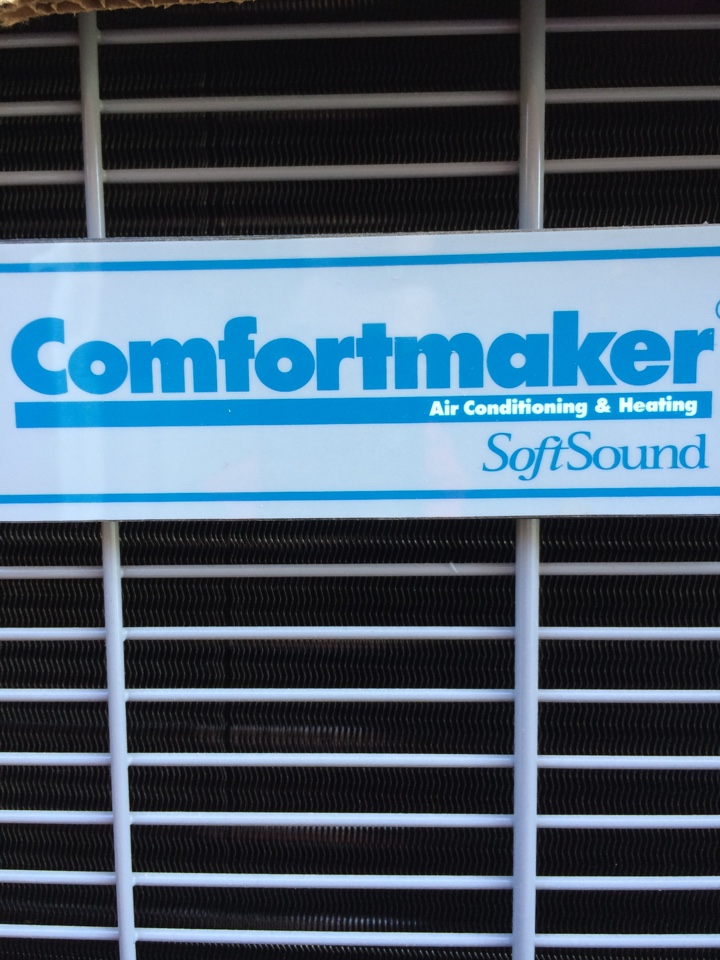 Comfortmaker
Air Conditioning & Heating
SoftSound